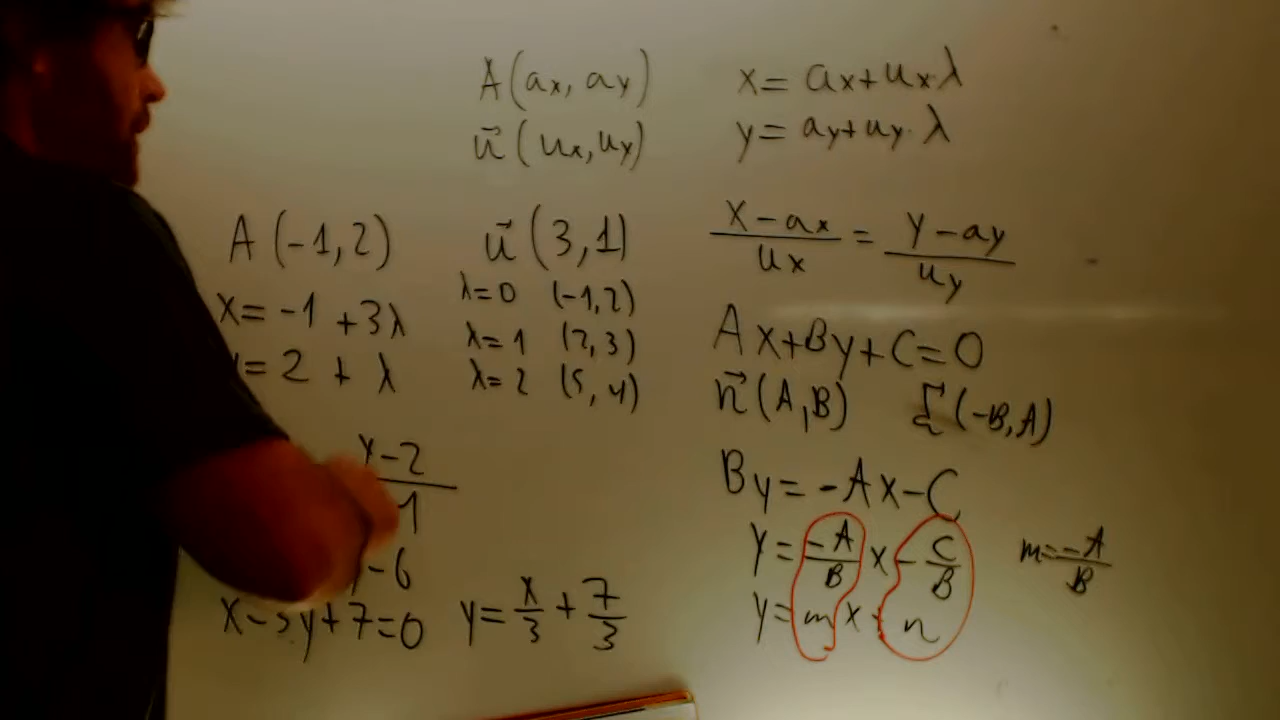 A(ax, ay)
u⃗(ux, uy)
x = ax + ux·λ
y = ay + uy·λ
A(-1, 2)
u⃗(3, 1)
x = -1 + 3λ
= 2 + λ
λ=0 (-1, 2)
λ=1 (2, 3)
λ=2 (5, 4)
y-2
1
y-6
x-3y+7=0
y = x/3 + 7/3
(x-ax)/ux = (y-ay)/uy
Ax+By+C=0
n⃗(A, B)
(-B, A)
By = -Ax-C
y = -A/B x - C/B
m = -A/B
y = m x + n